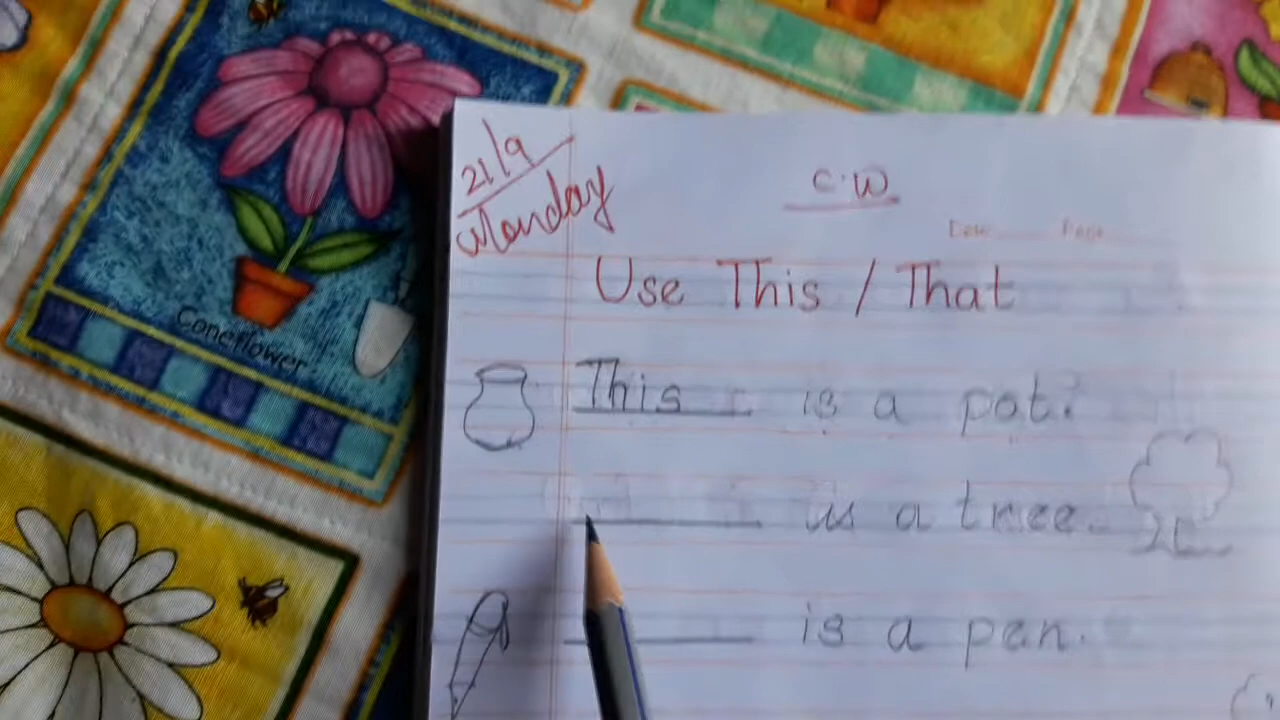 21/9
Monday
C.W
Date Page
Use This / That
This is a pot.
is a tree.
is a pen.
Coneflower